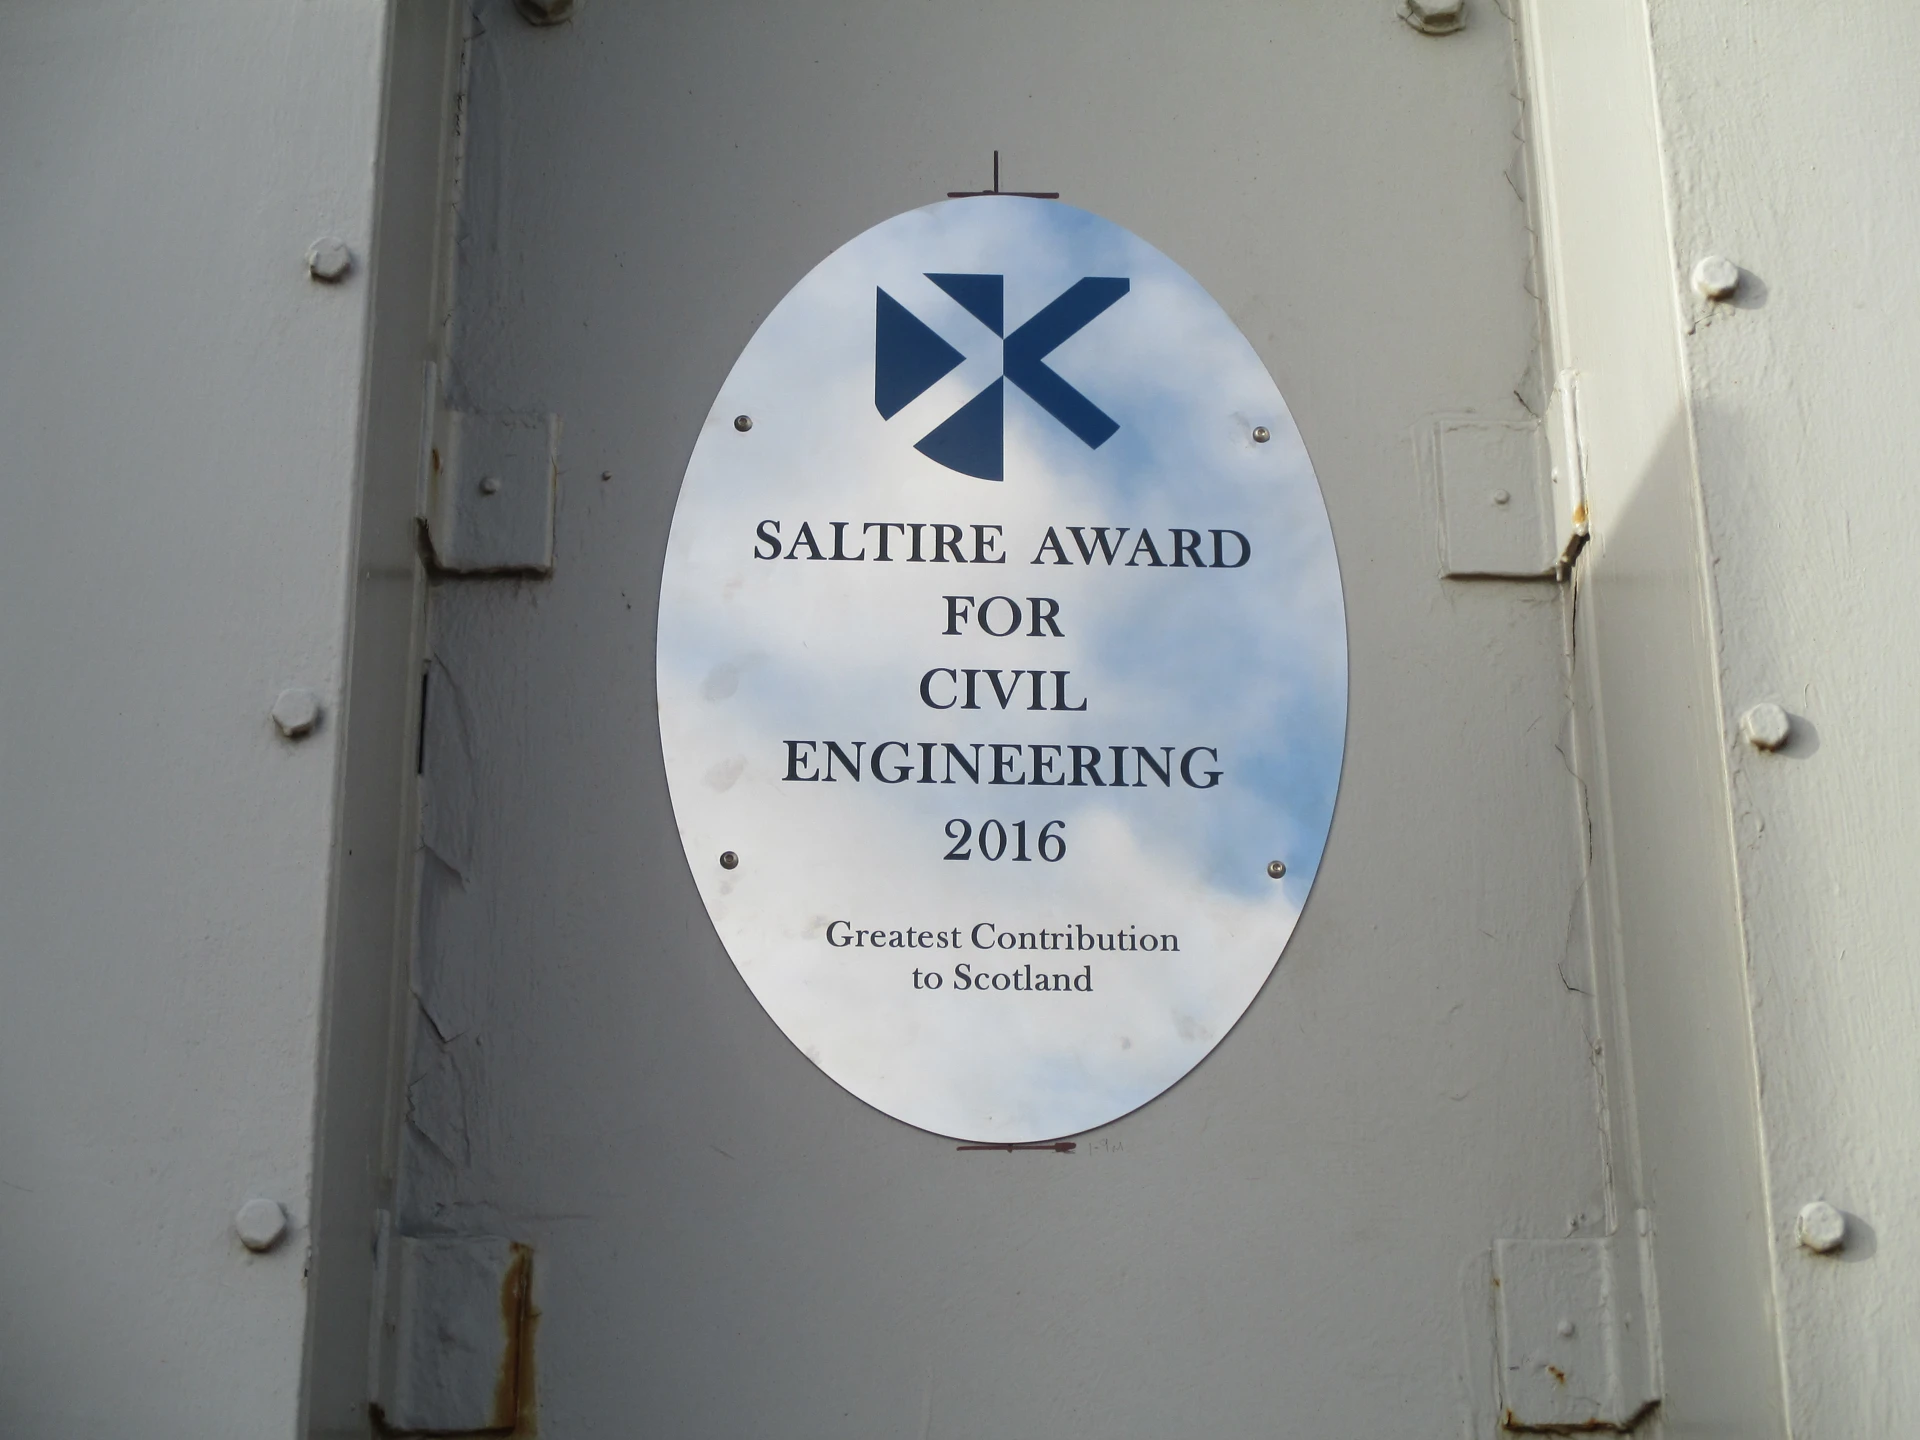 SALTIRE AWARD
FOR
CIVIL
ENGINEERING
2016
Greatest Contribution
to Scotland